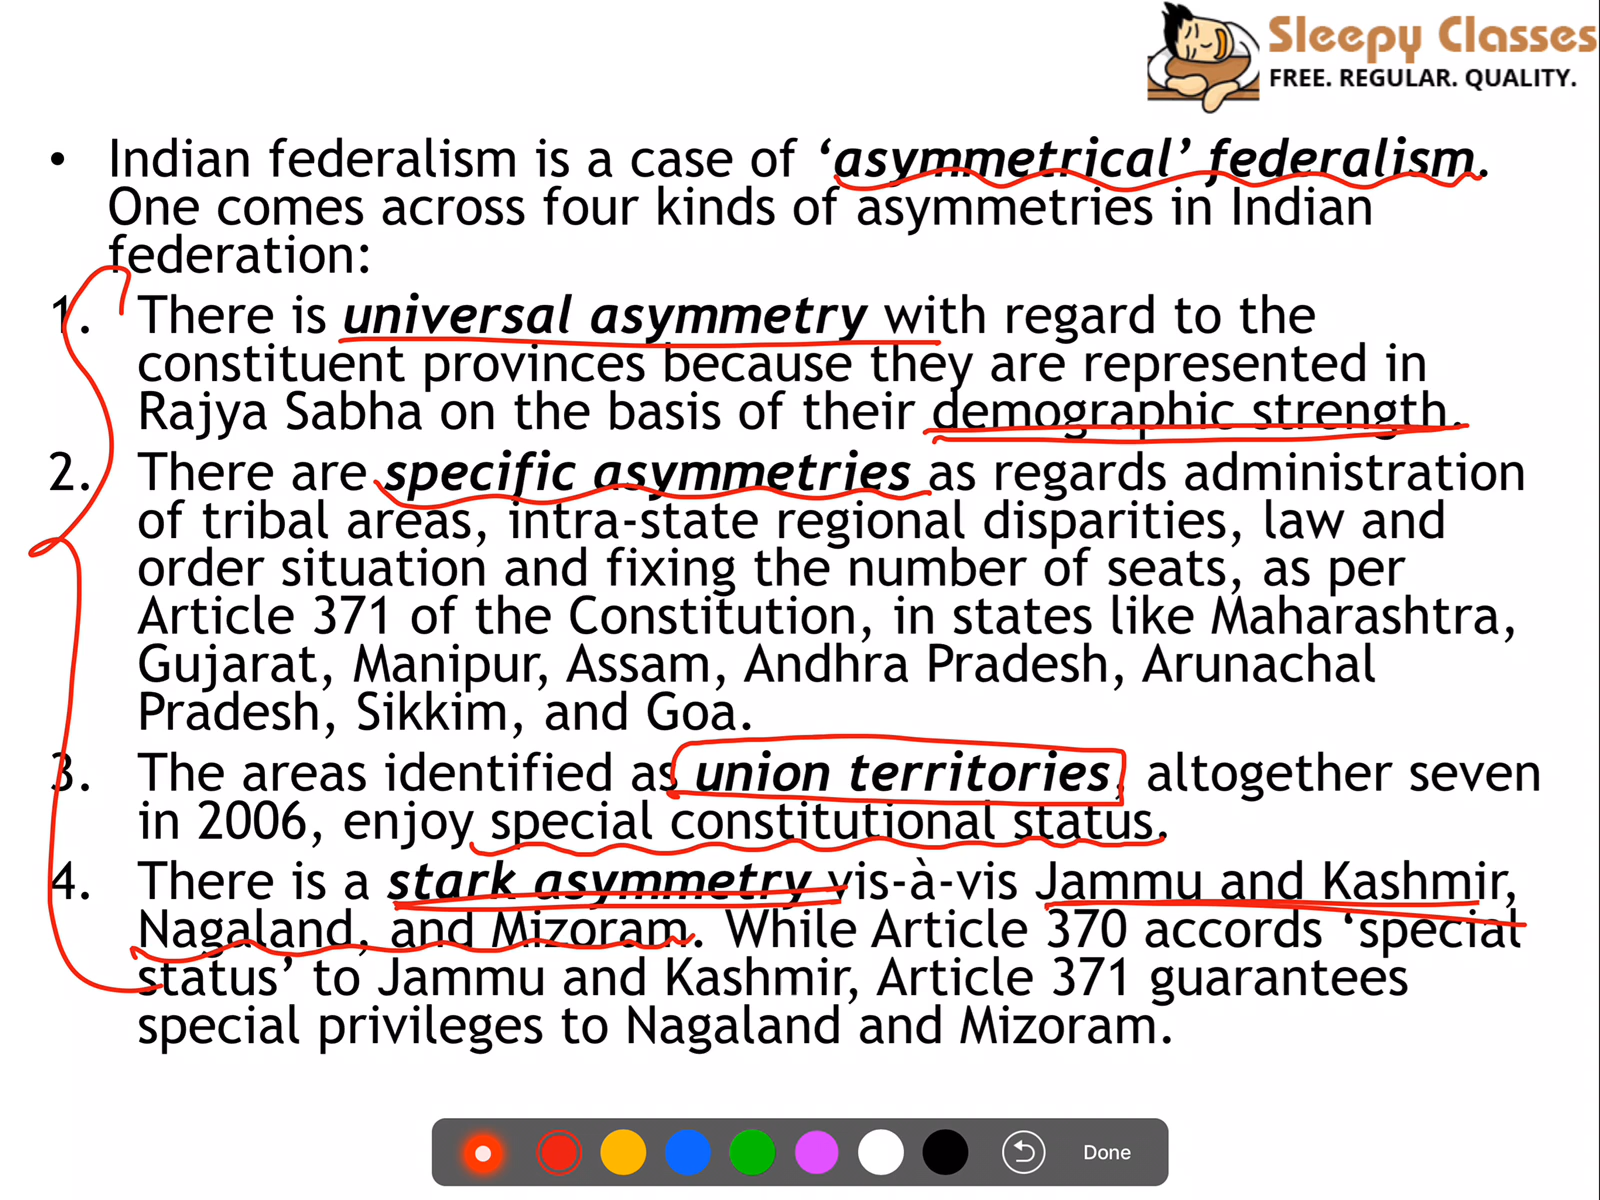 Sleepy Classes
FREE. REGULAR. QUALITY.
• Indian federalism is a case of ‘asymmetrical’ federalism.
One comes across four kinds of asymmetries in Indian
federation:
1. There is universal asymmetry with regard to the
constituent provinces because they are represented in
Rajya Sabha on the basis of their demographic strength.
2. There are specific asymmetries as regards administration
of tribal areas, intra-state regional disparities, law and
order situation and fixing the number of seats, as per
Article 371 of the Constitution, in states like Maharashtra,
Gujarat, Manipur, Assam, Andhra Pradesh, Arunachal
Pradesh, Sikkim, and Goa.
3. The areas identified as union territories, altogether seven
in 2006, enjoy special constitutional status.
4. There is a stark asymmetry vis-à-vis Jammu and Kashmir,
Nagaland, and Mizoram. While Article 370 accords ‘special
status’ to Jammu and Kashmir, Article 371 guarantees
special privileges to Nagaland and Mizoram.
Done